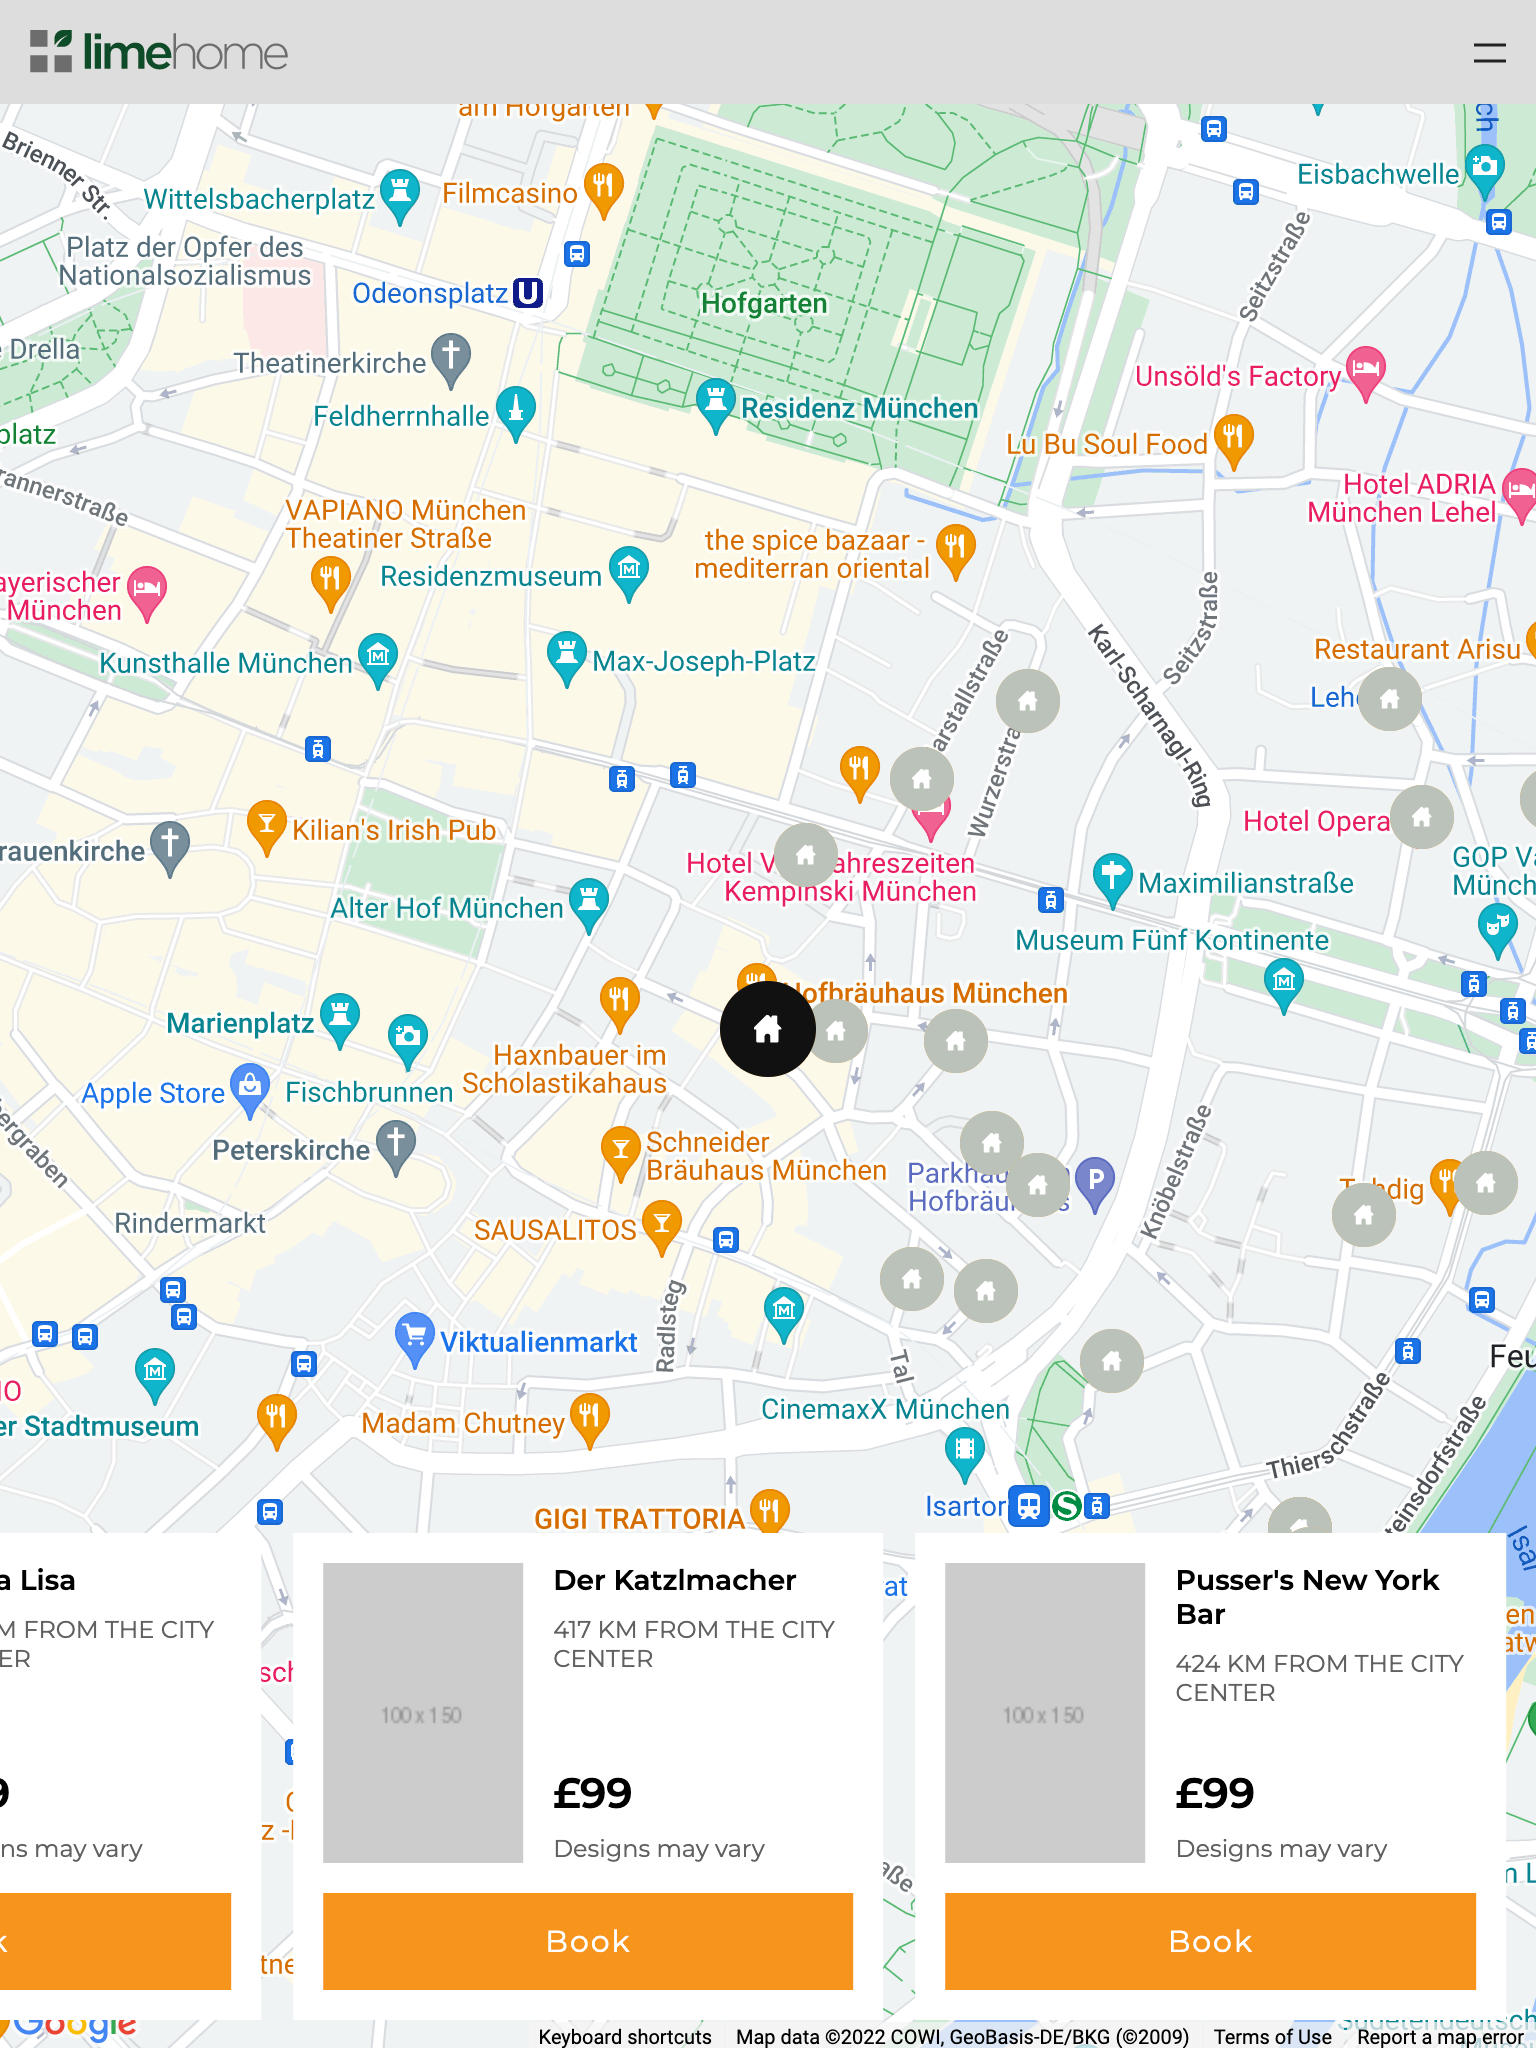 limehome
am Hofgarten
Brienner Str.
Wittelsbacherplatz
Filmcasino
Eisbachwelle
Platz der Opfer des
Nationalsozialismus
Seitzstraße
Odeonsplatz U
Hofgarten
Drella
Theatinerkirche
Unsöld's Factory
Feldherrnhalle
Residenz München
platz
Lu Bu Soul Food
Hotel ADRIA
München Lehel
rannerstraße
VAPIANO München
Theatiner Straße
the spice bazaar -
mediterran oriental
Residenzmuseum
ayerischer
München
Seitzstraße
Karl-Scharnagl-Ring
Kunsthalle München
Max-Joseph-Platz
Restaurant Arisu
arstallstraße
Wurzerstra
Leh
Kilian's Irish Pub
Hotel Opera
rauenkirche
Hotel V ahreszeiten
Kempinski München
GOP Va
Münch
Maximilianstraße
Alter Hof München
Museum Fünf Kontinente
Hofbräuhaus München
Marienplatz
Haxnbauer im
Scholastikahaus
Apple Store
Fischbrunnen
bergraben
Peterskirche
Schneider
Bräuhaus München
Parkhau
Hofbräu s
P
Knöbelstraße
T dig
Rindermarkt
SAUSALITOS
Radlsteg
Viktualienmarkt
Tal
Feu
er Stadtmuseum
Madam Chutney
CinemaxX München
Thierschstraße
teinsdorfstraße
GIGI TRATTORIA
Isartor S
Isar
a Lisa
M FROM THE CITY
ER
9
ns may vary
k
Der Katzlmacher
417 KM FROM THE CITY
CENTER
100 x 150
£99
Designs may vary
Book
Pusser's New York
Bar
424 KM FROM THE CITY
CENTER
100 x 150
£99
Designs may vary
Book
Google
Keyboard shortcuts
Map data ©2022 COWI, GeoBasis-DE/BKG (©2009)
Terms of Use
Report a map error